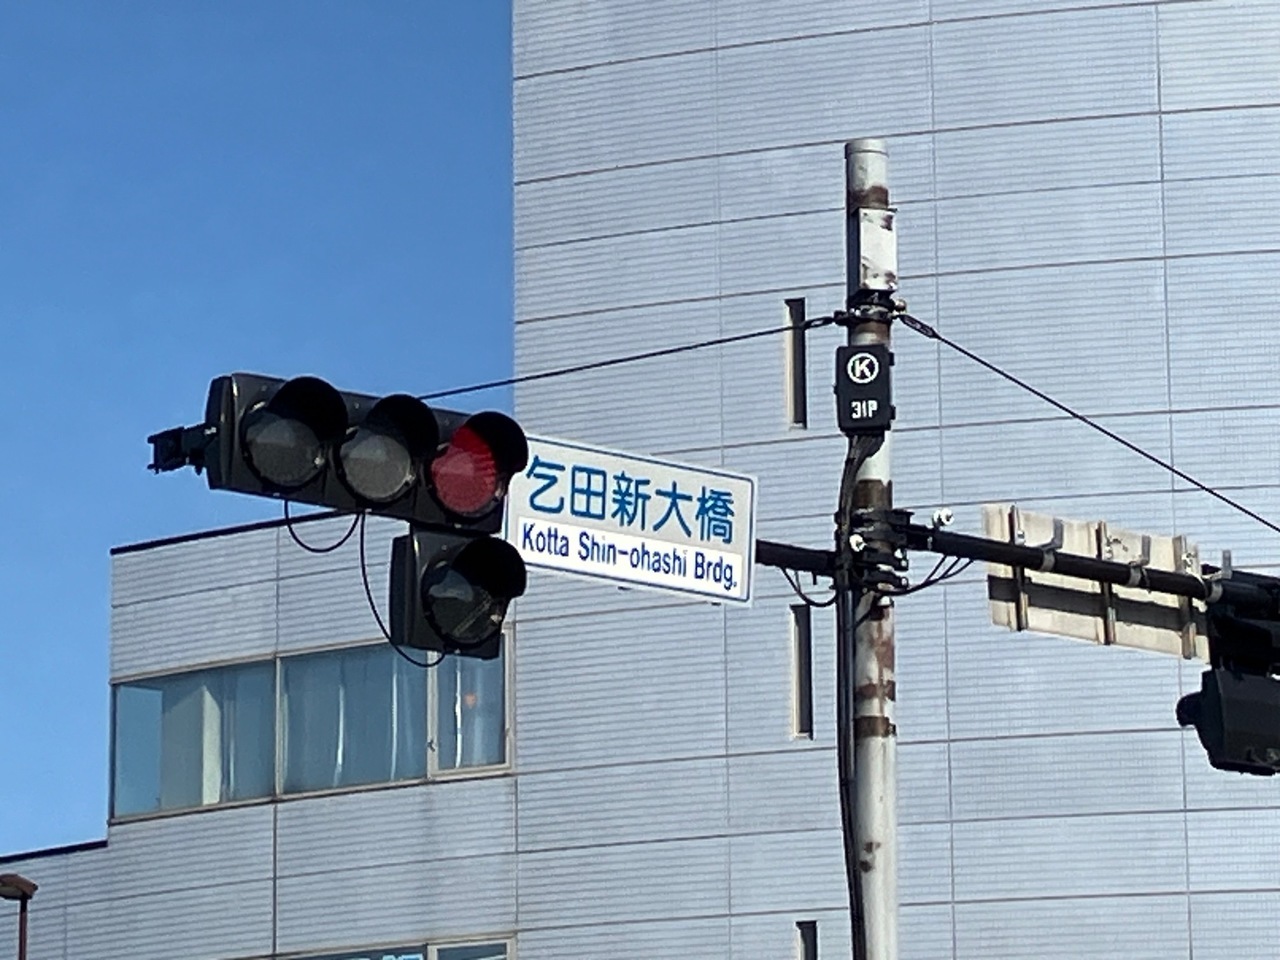 K
31P
乞田新大橋
Kotta Shin-ohashi Brdg.